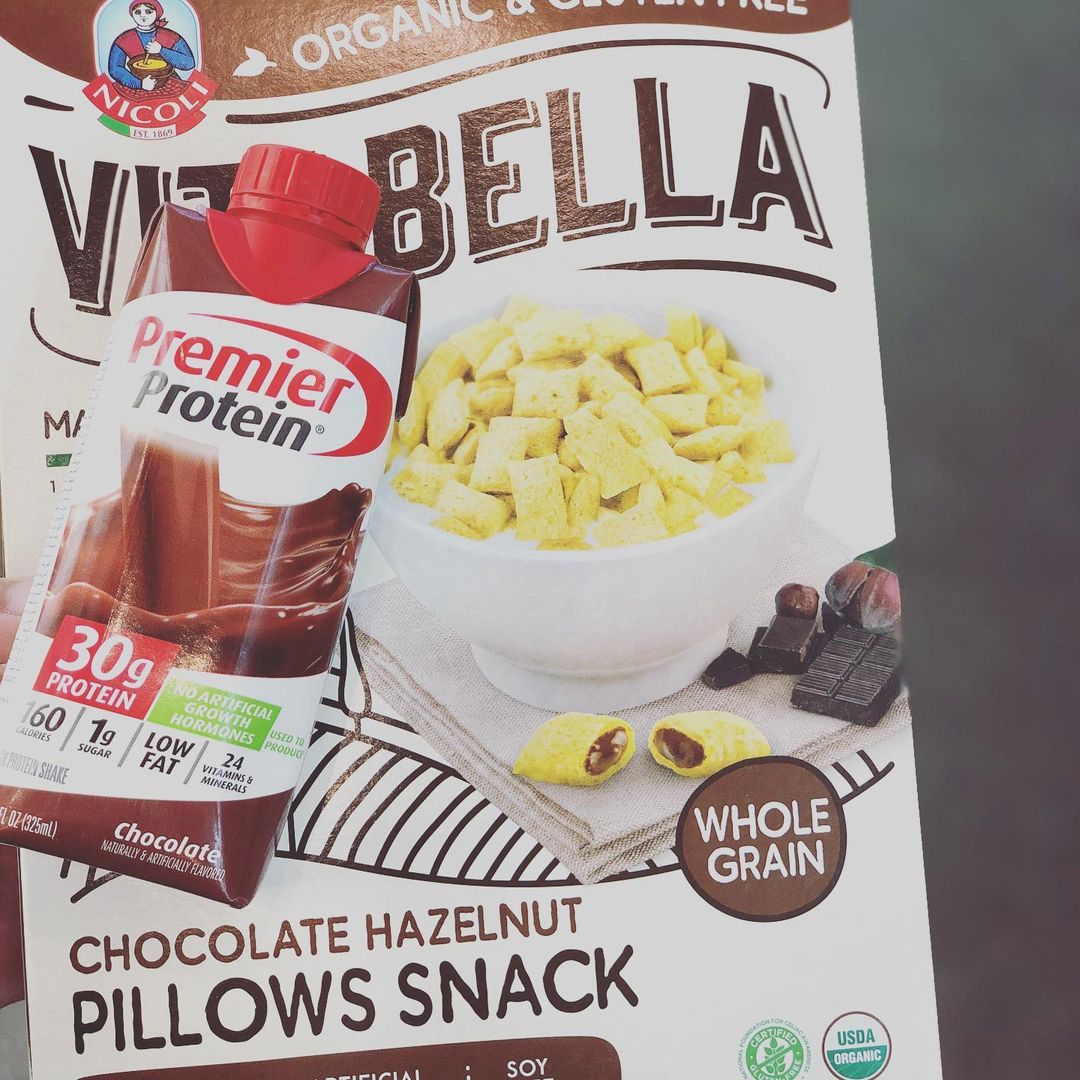 ORGANIC & GLUTEN FREE
NICOLI
EST. 1869
BELLA
Premier
Protein®
30g
PROTEIN
NO ARTIFICIAL
GROWTH
HORMONES
USED TO
PRODUCE
160
CALORIES
1g
SUGAR
LOW
FAT
24
VITAMINS &
MINERALS
PROTEIN SHAKE
FL OZ (325mL)
Chocolate
NATURALLY & ARTIFICIALLY FLAVORED
WHOLE
GRAIN
CHOCOLATE HAZELNUT
PILLOWS SNACK
SOY
CERTIFIED
GLUTEN-FREE
USDA
ORGANIC